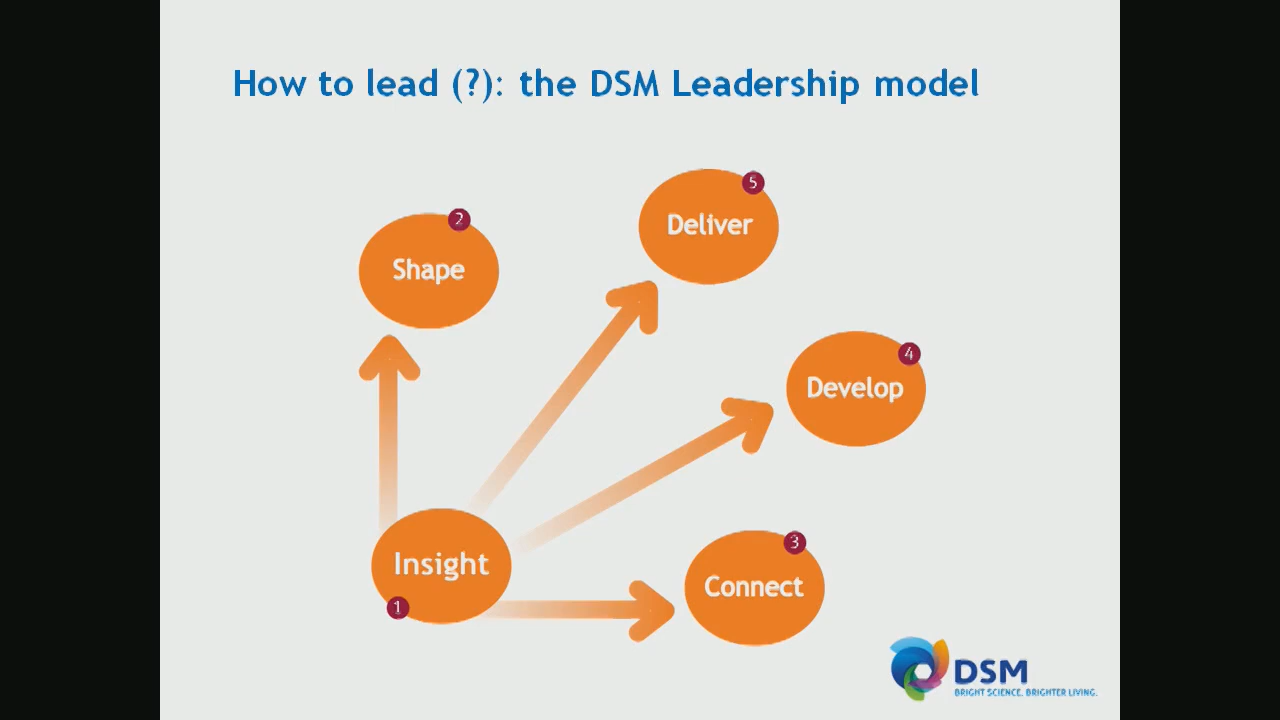 How to lead (?): the DSM Leadership model
5
Deliver
2
Shape
4
Develop
3
Connect
Insight
1
DSM
BRIGHT SCIENCE. BRIGHTER LIVING.